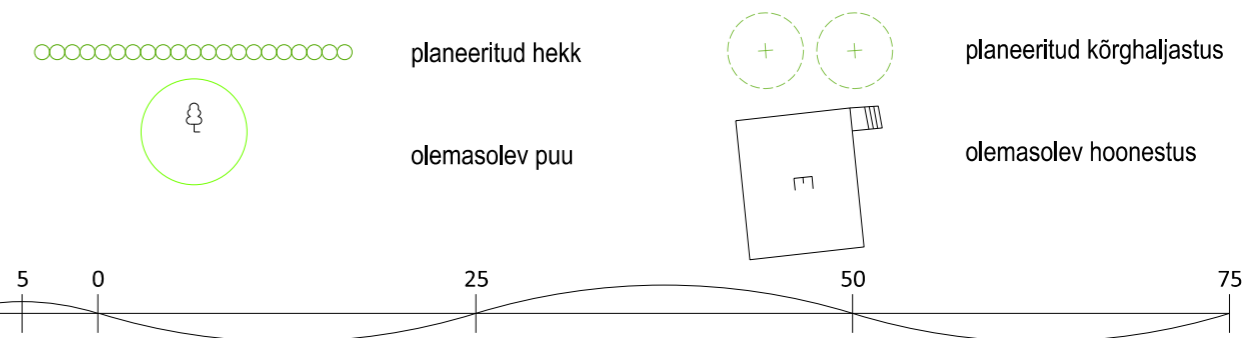 planeeritud hekk
planeeritud kõrghaljastus
olemasolev puu
olemasolev hoonestus
E
5 0 25 50 75